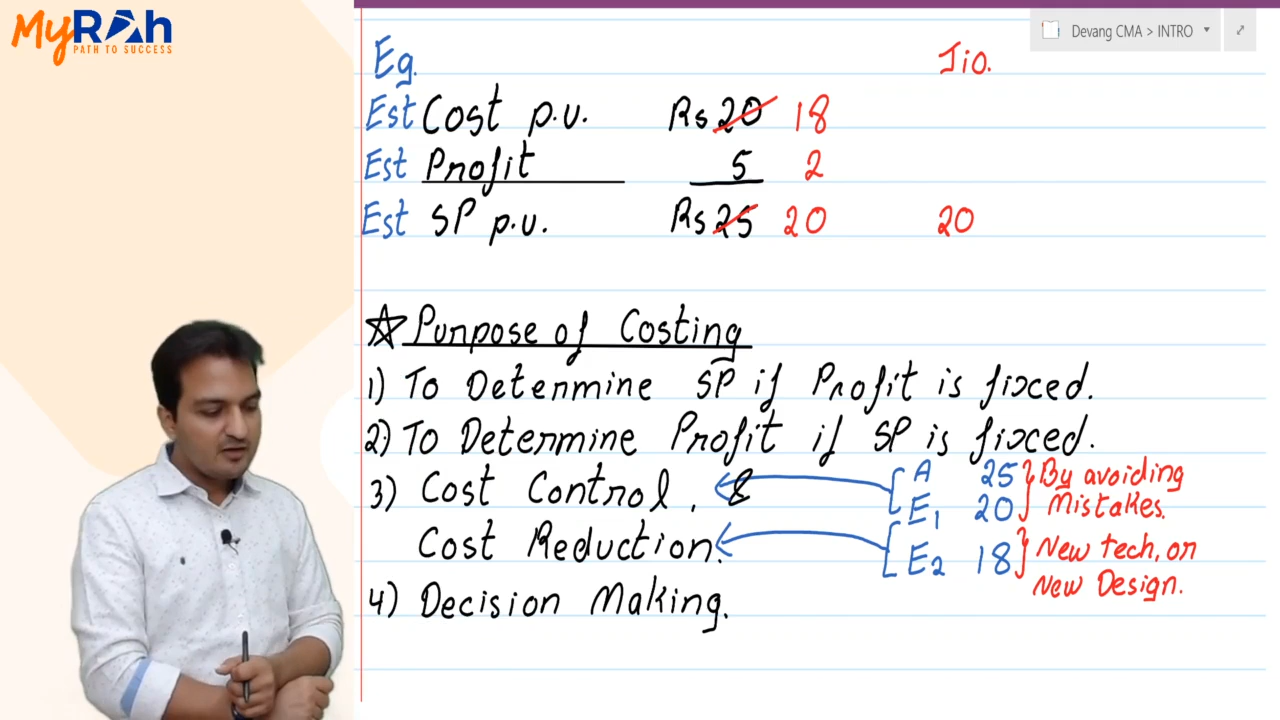 MyRAh
PATH TO SUCCESS
Devang CMA > INTRO
Eg. Jio.
Est Cost p.u. Rs 20 18
Est Profit 5 2
Est SP p.u. Rs 25 20 20
Purpose of Costing
1) To Determine SP if Profit is fixed.
2) To Determine Profit if SP is fixed.
3) Cost Control. &
Cost Reduction.
A 25 By avoiding
E1 20 Mistakes.
E2 18 New tech, or
New Design.
4) Decision Making.